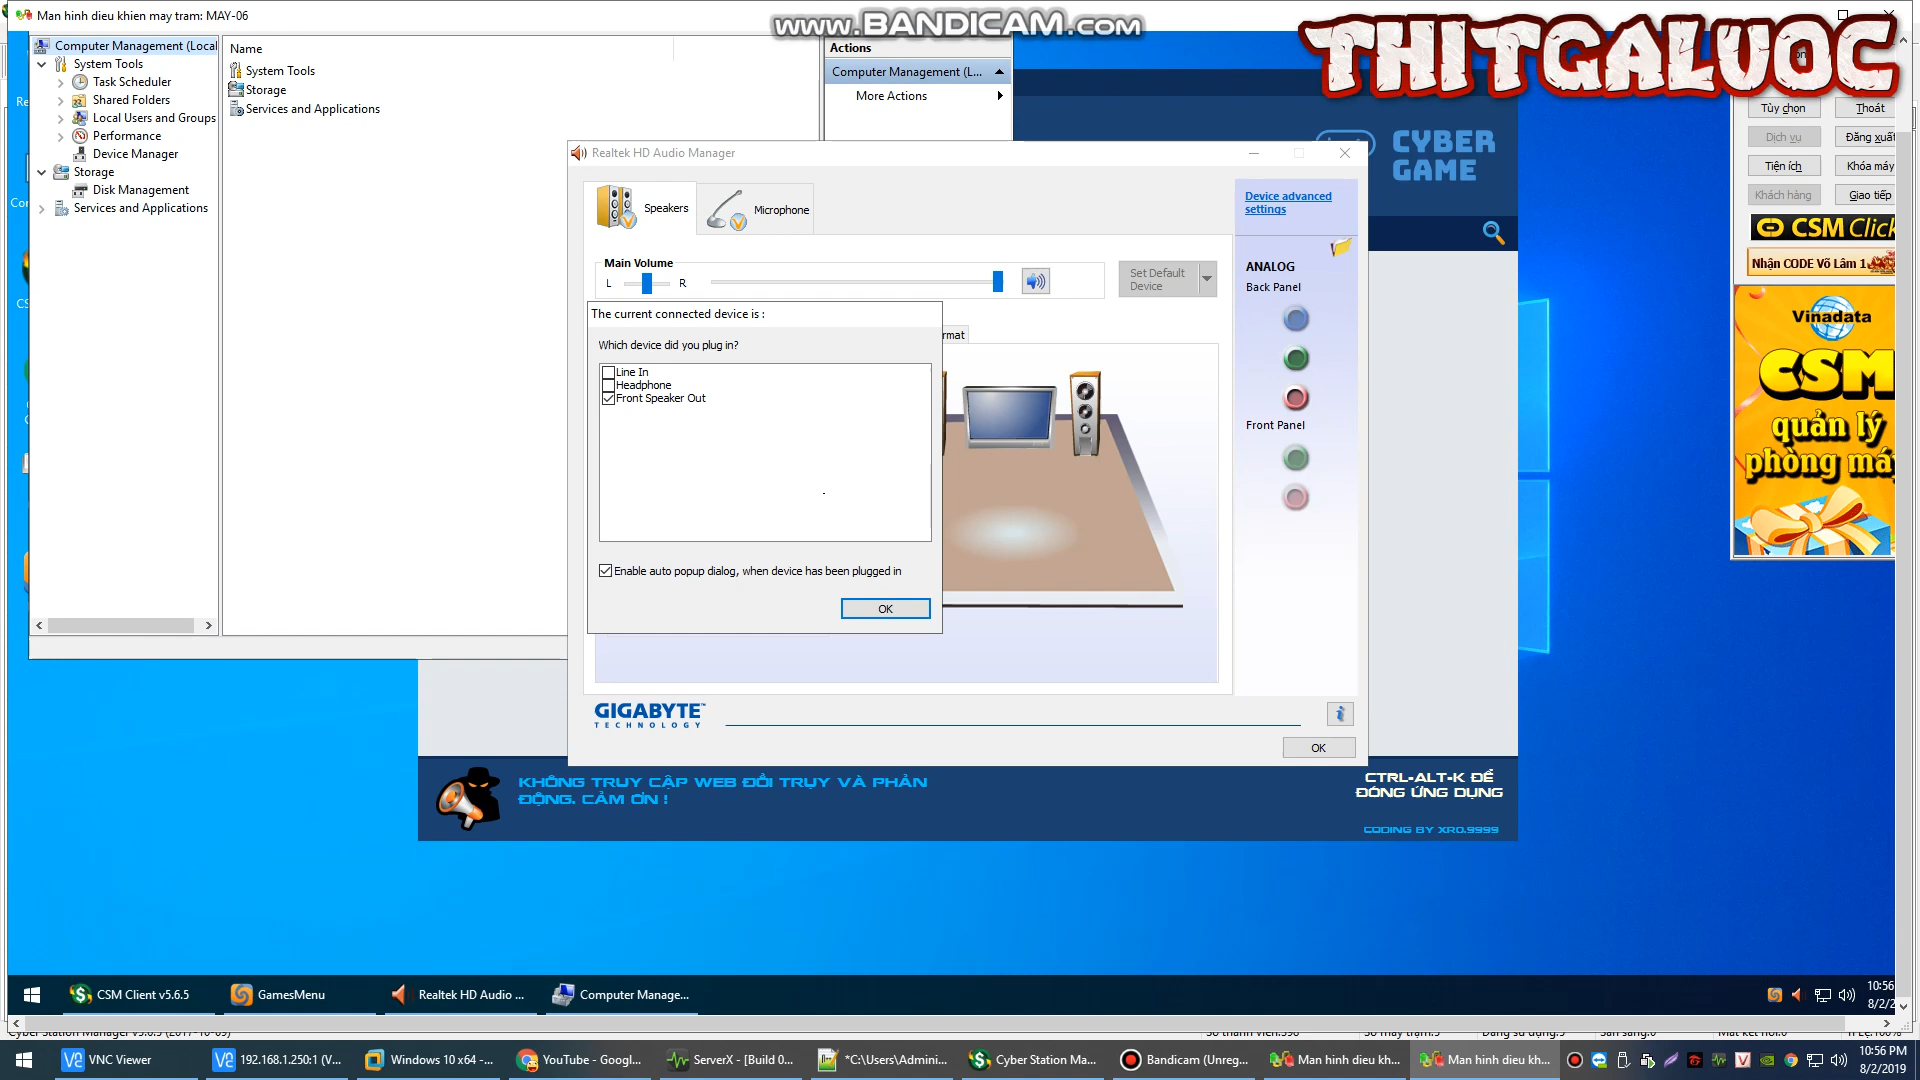 Man hinh dieu khien may tram: MAY-06
www.BANDICAM.com
THITGALUOC
Computer Management (Local
System Tools
Task Scheduler
Shared Folders
Local Users and Groups
Performance
Device Manager
Storage
Disk Management
Services and Applications
Name
System Tools
Storage
Services and Applications
Actions
Computer Management (L...
More Actions
Realtek HD Audio Manager
Speakers
Microphone
Main Volume
L
R
Set Default
Device
The current connected device is :
Which device did you plug in?
Line In
Headphone
Front Speaker Out
Enable auto popup dialog, when device has been plugged in
OK
rmat
Device advanced
settings
ANALOG
Back Panel
Front Panel
GIGABYTE™
TECHNOLOGY
OK
CYBER
GAME
Tùy chọn
Thoát
Dịch vụ
Đăng xuất
Tiện ích
Khóa máy
Khách hàng
Giao tiếp
CSM Click
Nhận CODE Võ Lâm 1
Vinadata
CSM
quản lý
phòng máy
KHÔNG TRUY CẬP WEB ĐỒI TRỤY VÀ PHẢN
ĐỘNG. CẢM ƠN !
CTRL-ALT-K ĐỂ
ĐÓNG ỨNG DỤNG
CODING BY XRO.9999
CSM Client v5.6.5
GamesMenu
Realtek HD Audio ...
Computer Manage...
10:56
8/2/2
VNC Viewer
192.168.1.250:1 (V...
Windows 10 x64 -...
YouTube - Googl...
ServerX - [Build 0...
*C:\Users\Admini...
Cyber Station Ma...
Bandicam (Unreg...
Man hinh dieu kh...
Man hinh dieu kh...
10:56 PM
8/2/2019